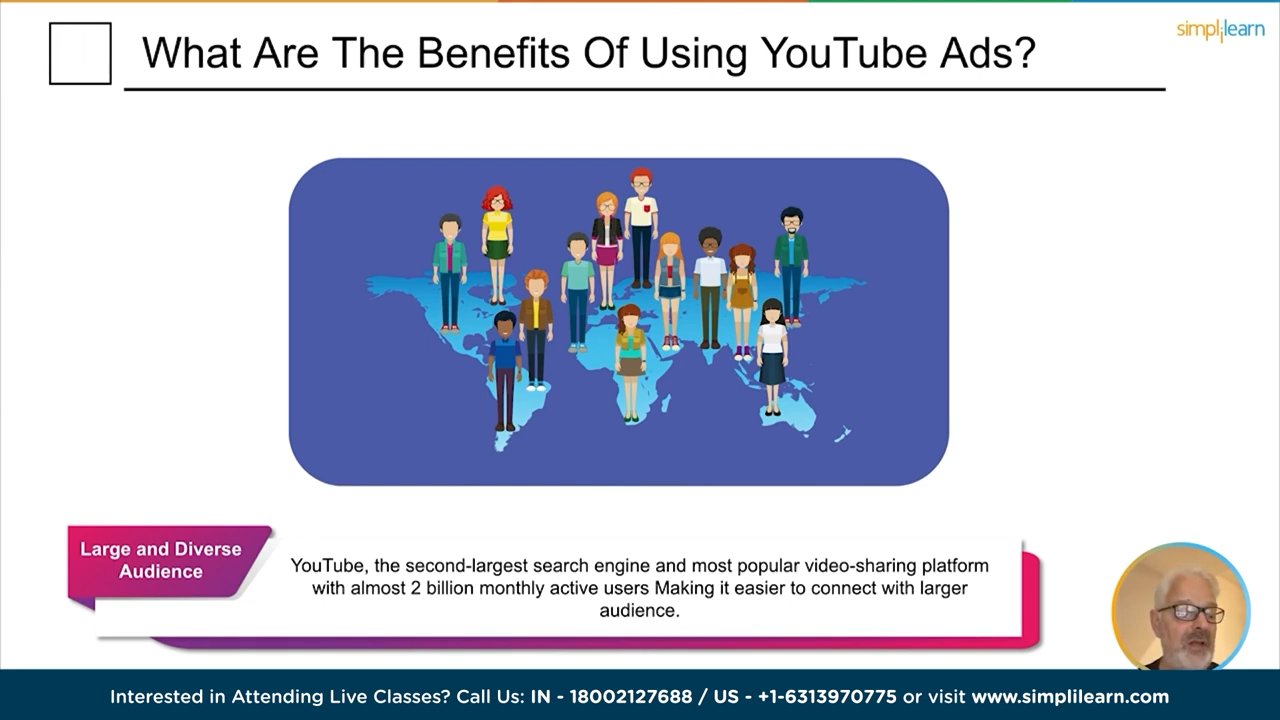 What Are The Benefits Of Using YouTube Ads?
simplilearn
Large and Diverse
Audience
YouTube, the second-largest search engine and most popular video-sharing platform
with almost 2 billion monthly active users Making it easier to connect with larger
audience.
Interested in Attending Live Classes? Call Us: IN - 18002127688 / US - +1-6313970775 or visit www.simplilearn.com